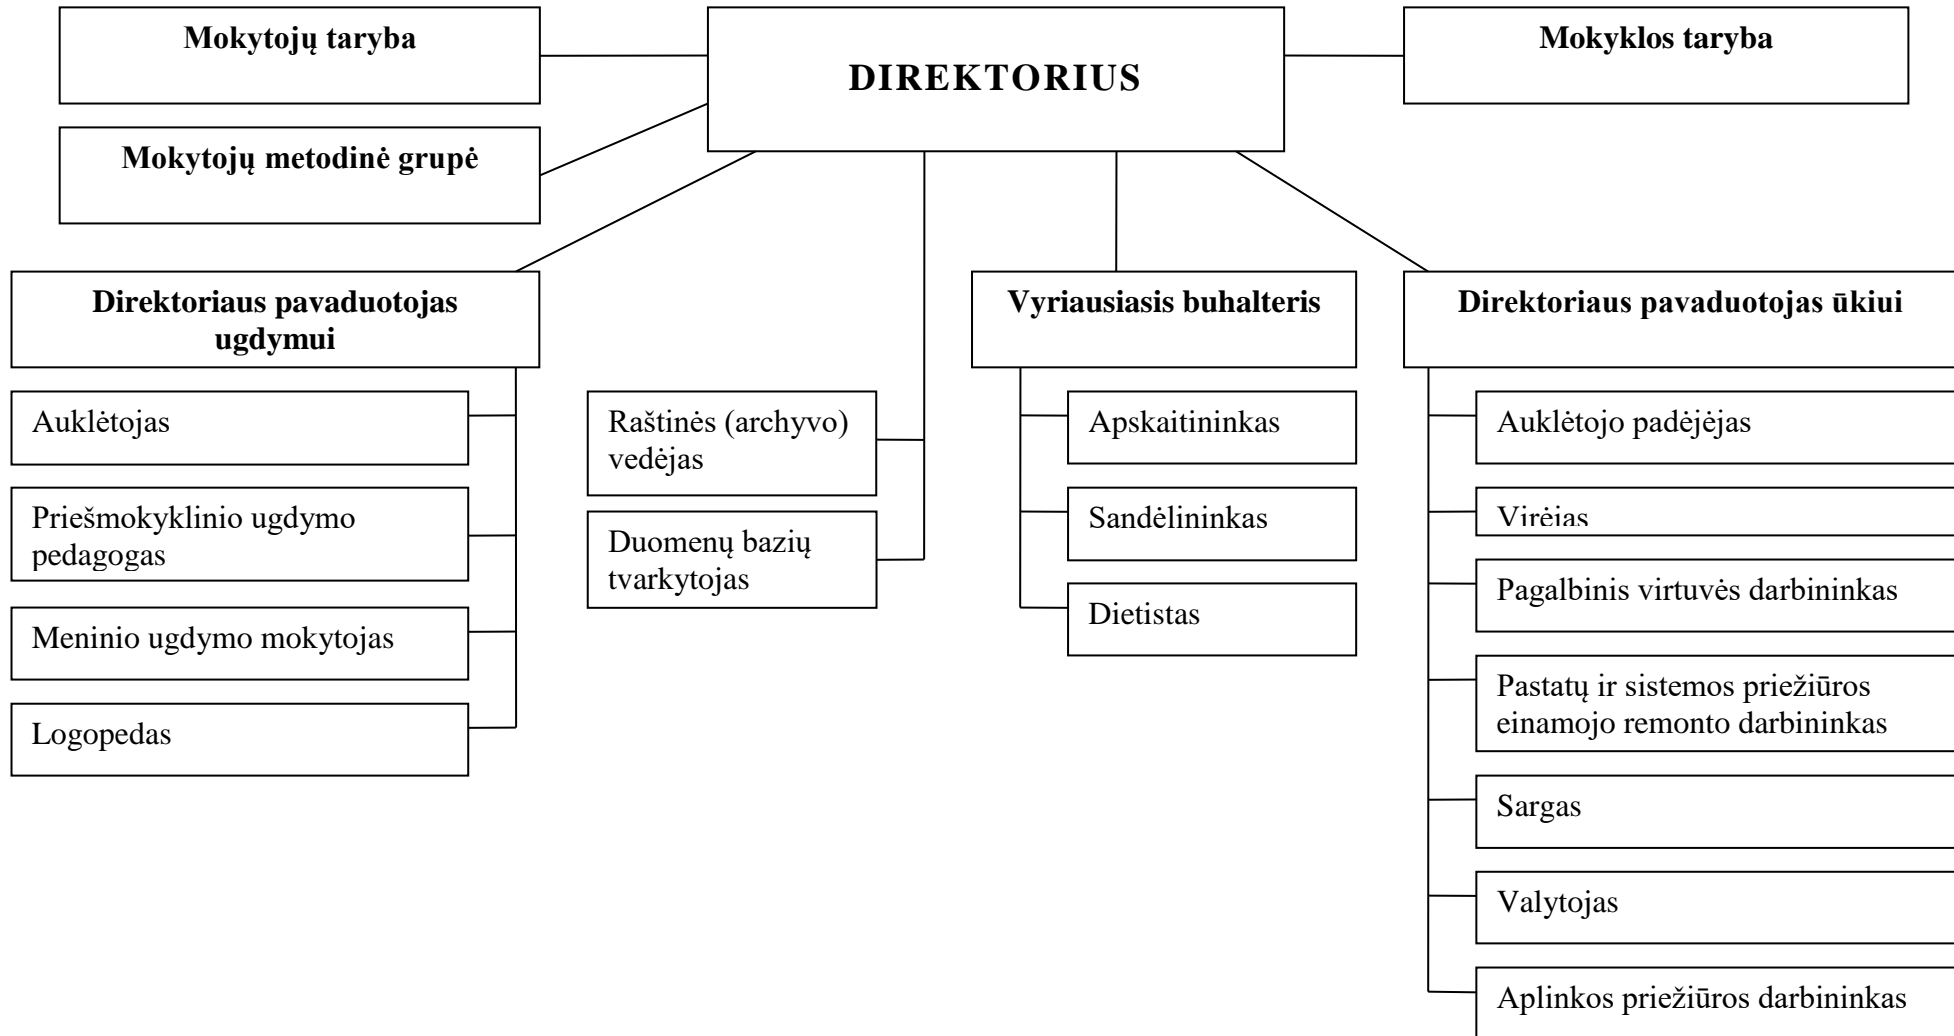 Mokytojų taryba
DIREKTORIUS
Mokyklos taryba
Mokytojų metodinė grupė
Direktoriaus pavaduotojas
ugdymui
Auklėtojas
Priešmokyklinio ugdymo
pedagogas
Meninio ugdymo mokytojas
Logopedas
Raštinės (archyvo)
vedėjas
Duomenų bazių
tvarkytojas
Vyriausiasis buhalteris
Apskaitininkas
Sandėlininkas
Dietistas
Direktoriaus pavaduotojas ūkiui
Auklėtojo padėjėjas
Virėjas
Pagalbinis virtuvės darbininkas
Pastatų ir sistemos priežiūros
einamojo remonto darbininkas
Sargas
Valytojas
Aplinkos priežiūros darbininkas